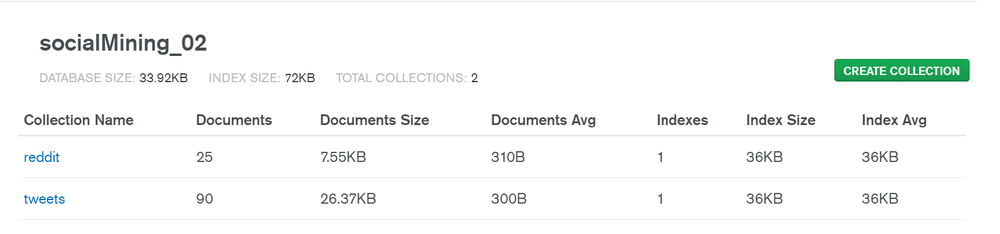 socialMining_02
DATABASE SIZE: 33.92KB INDEX SIZE: 72KB TOTAL COLLECTIONS: 2
CREATE COLLECTION
Collection Name Documents Documents Size Documents Avg Indexes Index Size Index Avg
reddit 25 7.55KB 310B 1 36KB 36KB
tweets 90 26.37KB 300B 1 36KB 36KB